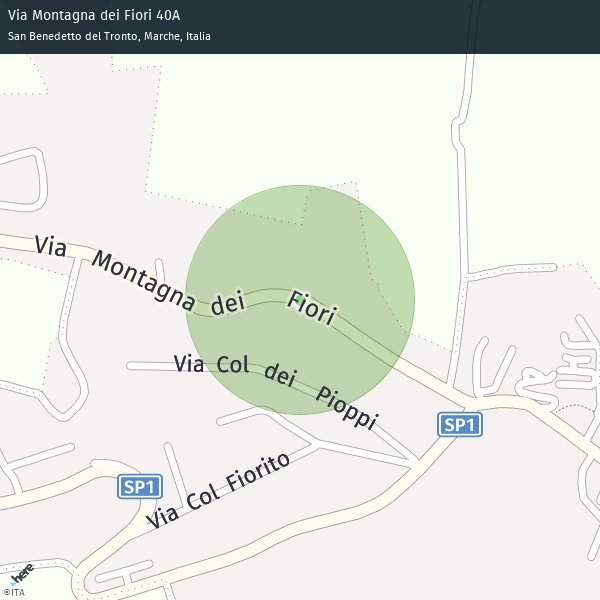 Via Montagna dei Fiori 40A
San Benedetto del Tronto, Marche, Italia
Via Montagna dei Fiori
Via Col dei Pioppi
SP1
Via Col Fiorito
SP1
here
©ITA